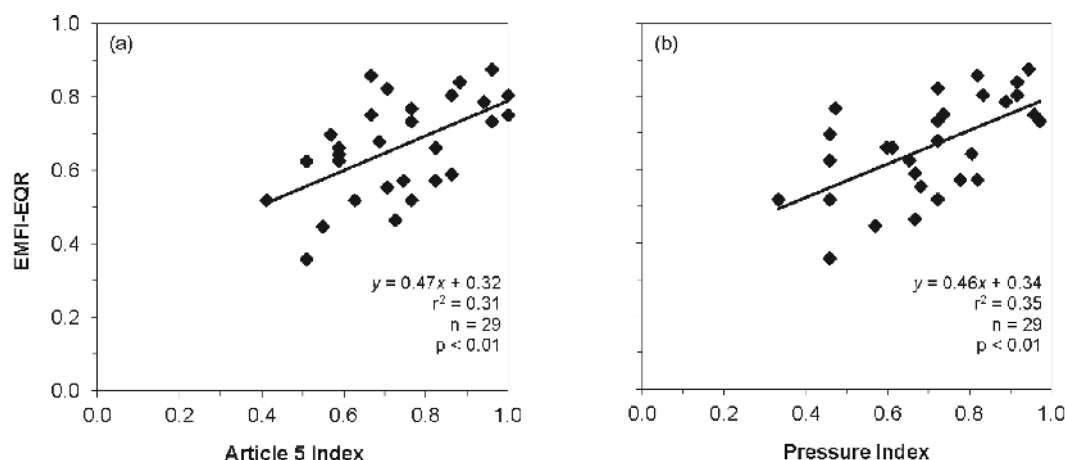 (a)
EMFI-EQR
1.0
0.8
0.6
0.4
0.2
0.0
y = 0.47x + 0.32
r² = 0.31
n = 29
p < 0.01
0.0 0.2 0.4 0.6 0.8 1.0
Article 5 Index
(b)
y = 0.46x + 0.34
r² = 0.35
n = 29
p < 0.01
0.0 0.2 0.4 0.6 0.8 1.0
Pressure Index